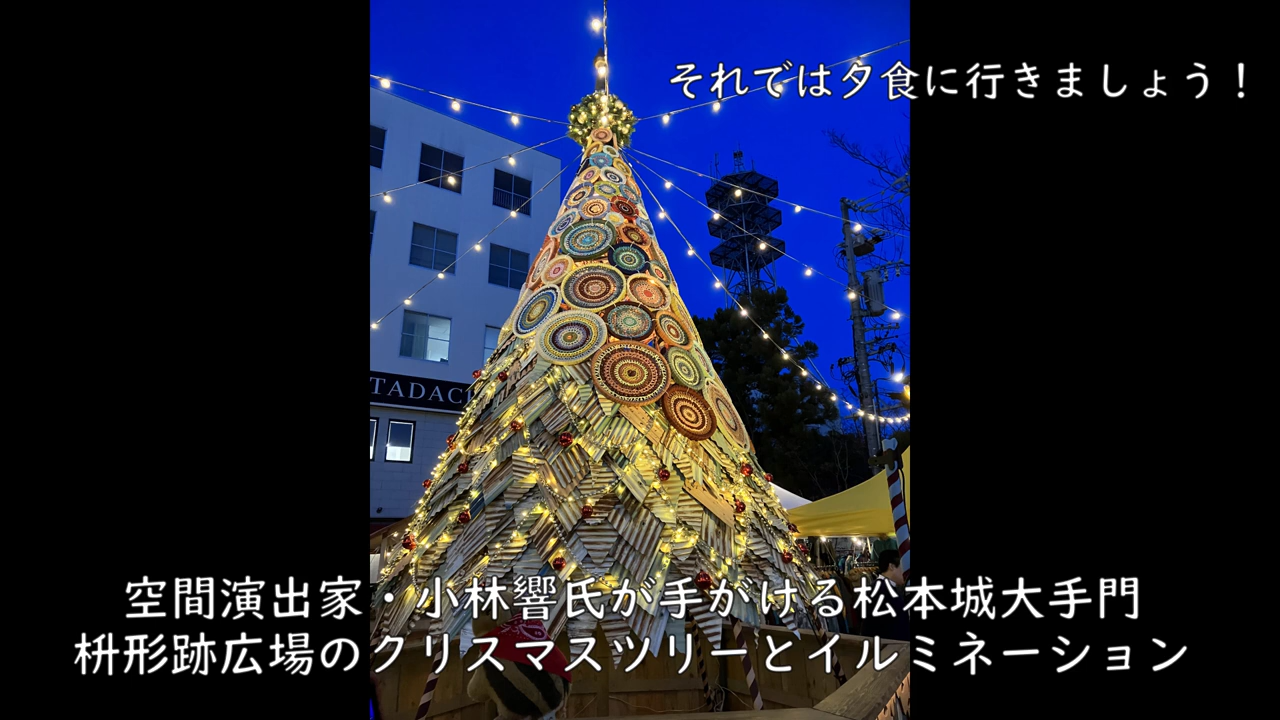 それでは夕食に行きましょう！
TADAC
空間演出家・小林響氏が手がける松本城大手門
枡形跡広場のクリスマスツリーとイルミネーション